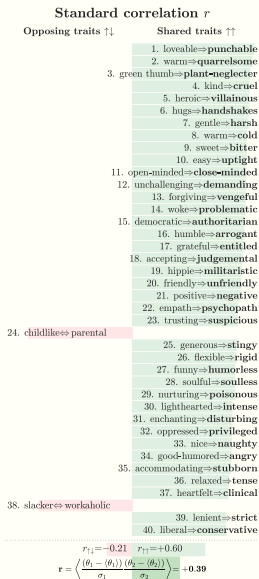 Standard correlation r
Opposing traits ↑↓ Shared traits ↑↑
1. loveable⇒punchable
2. warm⇒quarrelsome
3. green thumb⇒plant-neglecter
4. kind⇒cruel
5. heroic⇒villainous
6. hugs⇒handshakes
7. gentle⇒harsh
8. warm⇒cold
9. sweet⇒bitter
10. easy⇒uptight
11. open-minded⇒close-minded
12. unchallenging⇒demanding
13. forgiving⇒vengeful
14. woke⇒problematic
15. democratic⇒authoritarian
16. humble⇒arrogant
17. grateful⇒entitled
18. accepting⇒judgemental
19. hippie⇒militaristic
20. friendly⇒unfriendly
21. positive⇒negative
22. empath⇒psychopath
23. trusting⇒suspicious
24. childlike⇔parental
25. generous⇒stingy
26. flexible⇒rigid
27. funny⇒humorless
28. soulful⇒soulless
29. nurturing⇒poisonous
30. lighthearted⇒intense
31. enchanting⇒disturbing
32. oppressed⇒privileged
33. nice⇒naughty
34. good-humored⇒angry
35. accommodating⇒stubborn
36. relaxed⇒tense
37. heartfelt⇒clinical
38. slacker⇔workaholic
39. lenient⇒strict
40. liberal⇒conservative
r↑↓=−0.21 r↑↑=+0.60
r = ⟨(θ₁−⟨θ₁⟩)/σ₁ (θ₂−⟨θ₂⟩)/σ₂⟩ = +0.39